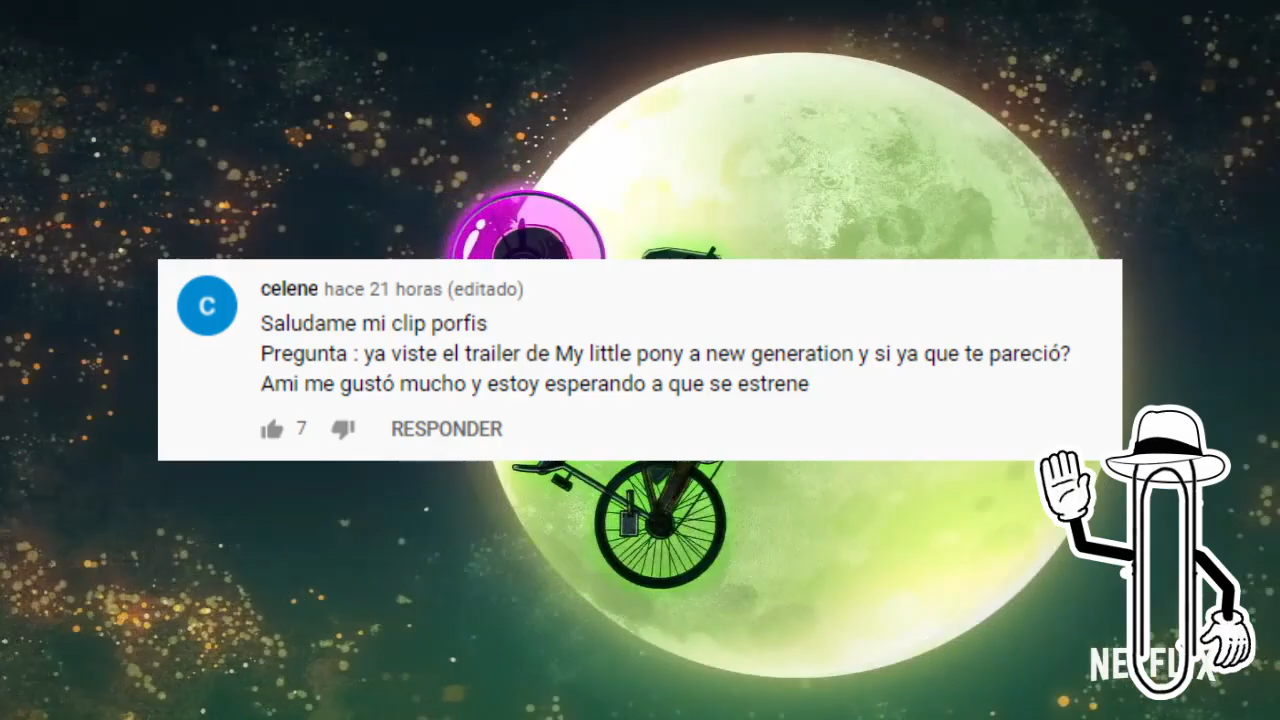 C
celene hace 21 horas (editado)
Saludame mi clip porfis
Pregunta : ya viste el trailer de My little pony a new generation y si ya que te pareció?
Ami me gustó mucho y estoy esperando a que se estrene
7 RESPONDER
NETFLIX